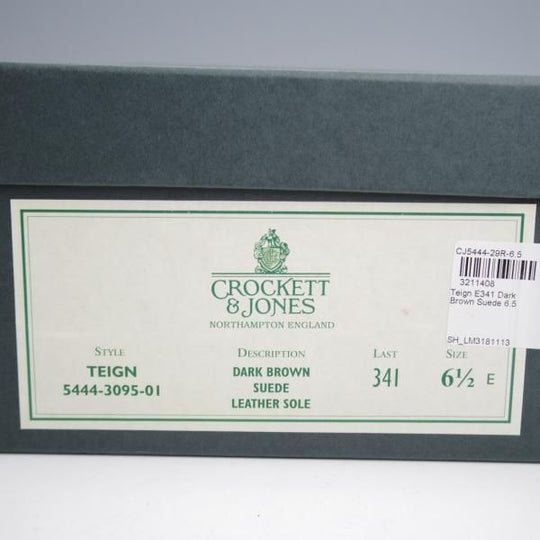 CROCKETT
& JONES
NORTHAMPTON ENGLAND
STYLE
TEIGN
5444-3095-01
DESCRIPTION
DARK BROWN
SUEDE
LEATHER SOLE
LAST
341
SIZE
6½ E
CJ5444-29R-6.5
3211408
Teign E341 Dark
Brown Suede 6.5
SH_LM3181113